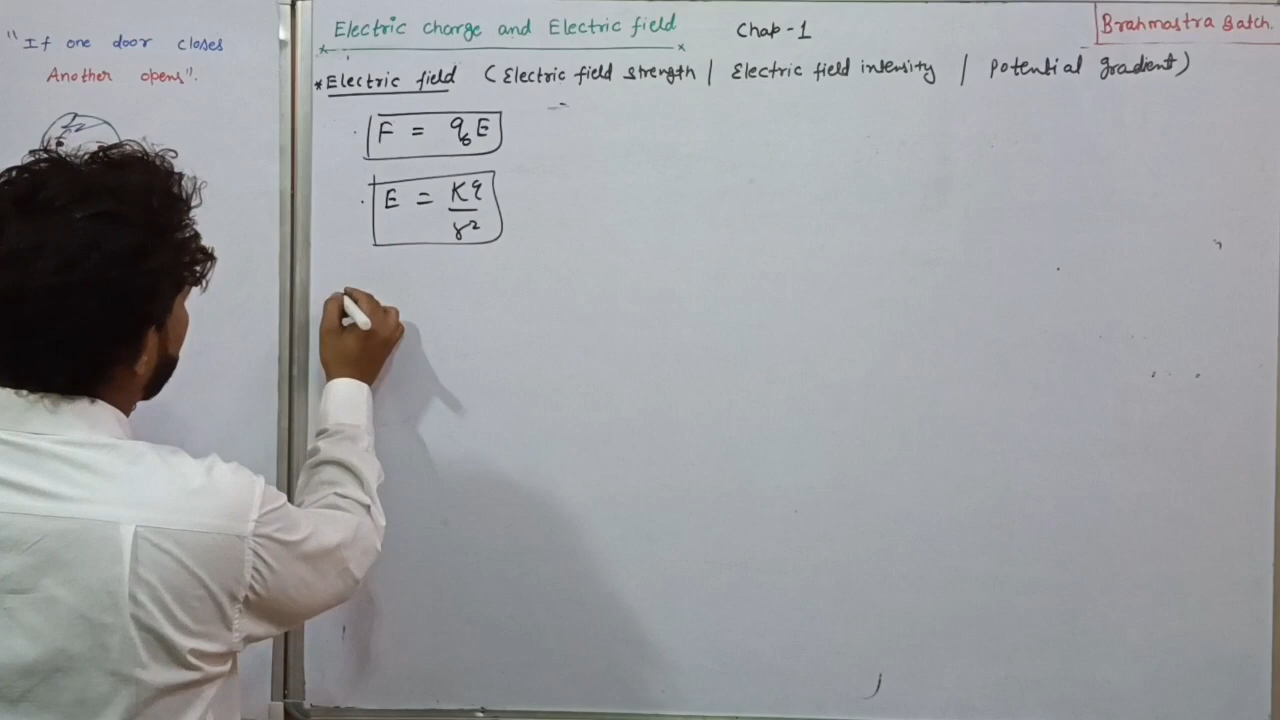 "If one door closes
Another opens".
Electric charge and Electric field
Chap-1
Brahmastra Batch.
*Electric field (Electric field strength | Electric field intensity / Potential gradient)
F = q₀E
E = Kq/r²